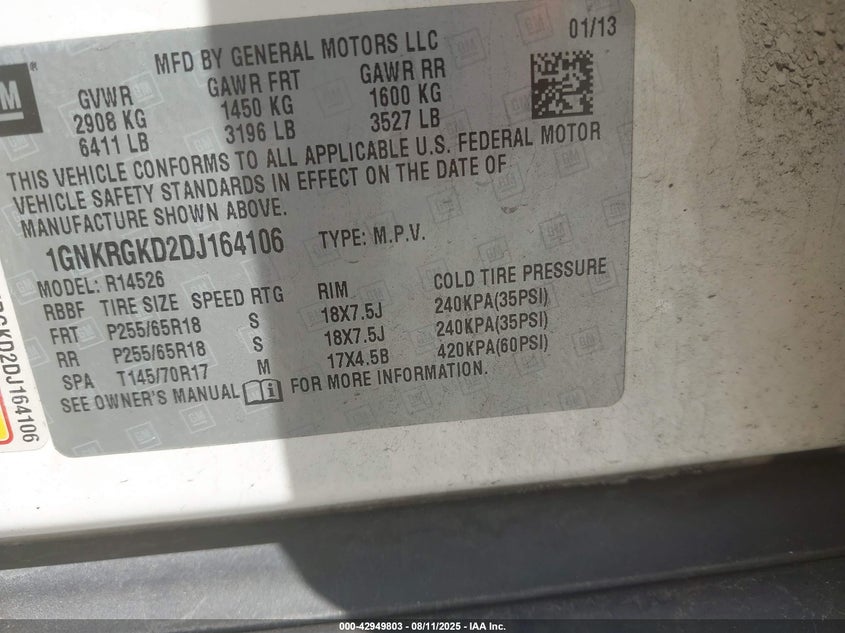 MFD BY GENERAL MOTORS LLC 01/13
GM ®
GVWR GAWR FRT GAWR RR
2908 KG 1450 KG 1600 KG
6411 LB 3196 LB 3527 LB
THIS VEHICLE CONFORMS TO ALL APPLICABLE U.S. FEDERAL MOTOR
VEHICLE SAFETY STANDARDS IN EFFECT ON THE DATE OF
MANUFACTURE SHOWN ABOVE.
1GNKRGKD2DJ164106 TYPE: M.P.V.
MODEL: R14526
RBBF TIRE SIZE SPEED RTG RIM COLD TIRE PRESSURE
FRT P255/65R18 S 18X7.5J 240KPA(35PSI)
RR P255/65R18 S 18X7.5J 240KPA(35PSI)
SPA T145/70R17 M 17X4.5B 420KPA(60PSI)
SEE OWNER'S MANUAL FOR MORE INFORMATION.
KD2DJ164106
000-42949803 - 08/11/2025 - IAA Inc.